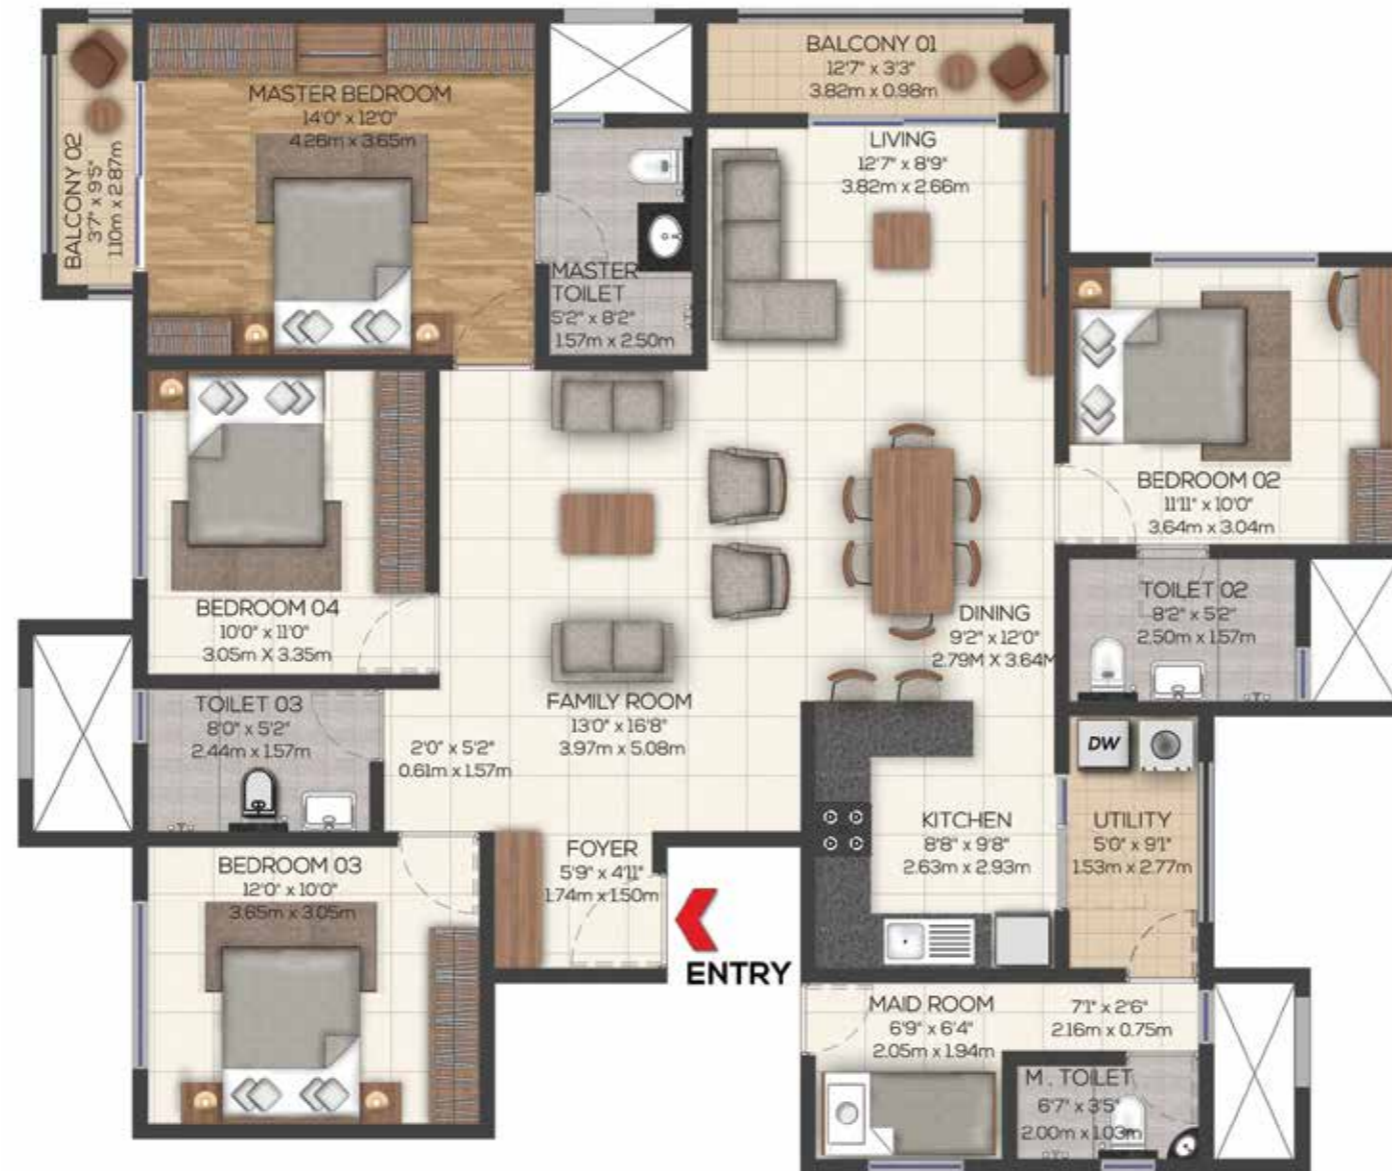 BALCONY 02
3'7" x 9'5"
1.10m x 2.87m
MASTER BEDROOM
14'0" x 12'0"
4.26m x 3.65m
BALCONY 01
12'7" x 3'3"
3.82m x 0.98m
LIVING
12'7" x 8'9"
3.82m x 2.66m
MASTER
TOILET
5'2" x 8'2"
1.57m x 2.50m
BEDROOM 02
11'11" x 10'0"
3.64m x 3.04m
BEDROOM 04
10'0" x 11'0"
3.05m X 3.35m
TOILET 02
8'2" x 5'2"
2.50m x 1.57m
DINING
9'2" x 12'0"
2.79M X 3.64M
TOILET 03
8'0" x 5'2"
2.44m x 1.57m
2'0" x 5'2"
0.61m x 1.57m
FAMILY ROOM
13'0" x 16'8"
3.97m x 5.08m
DW
KITCHEN
8'8" x 9'8"
2.63m x 2.93m
UTILITY
5'0" x 9'1"
1.53m x 2.77m
BEDROOM 03
12'0" x 10'0"
3.65m x 3.05m
FOYER
5'9" x 4'11"
1.74m x 1.50m
ENTRY
MAID ROOM
6'9" x 6'4"
2.05m x 1.94m
7'1" x 2'6"
2.16m x 0.75m
M . TOILET
6'7" x 3'5"
2.00m x 1.03m